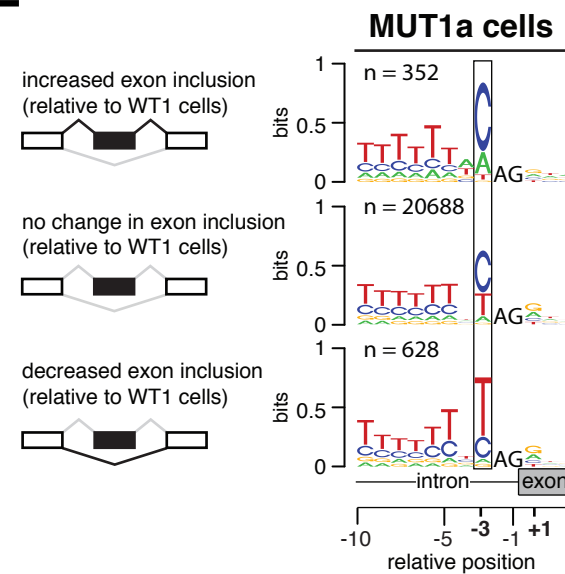 MUT1a cells
increased exon inclusion
(relative to WT1 cells)
1
0.5
0
bits
n = 352
C
A
T
AG
no change in exon inclusion
(relative to WT1 cells)
1
0.5
0
bits
n = 20688
C
T
AG
decreased exon inclusion
(relative to WT1 cells)
1
0.5
0
bits
n = 628
T
C
AG
intron
exon
-10
-5
-3
-1
+1
relative position